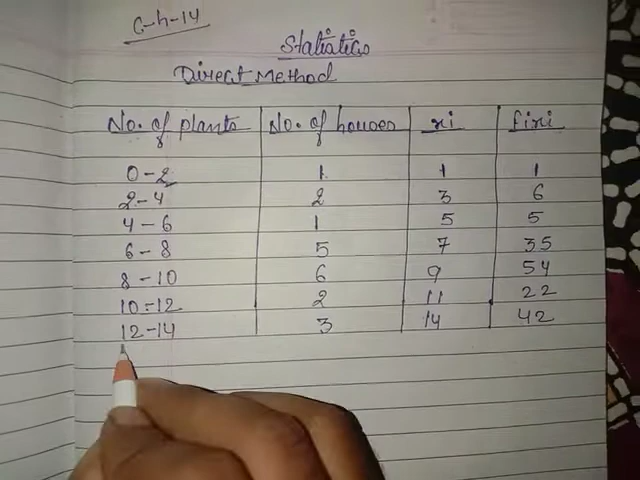 C-h-14
Statistics
Direct Method
No. of plants No. of houses xi fixi
0-2 1 1 1
2-4 2 3 6
4-6 1 5 5
6-8 5 7 35
8-10 6 9 54
10-12 2 11 22
12-14 3 14 42